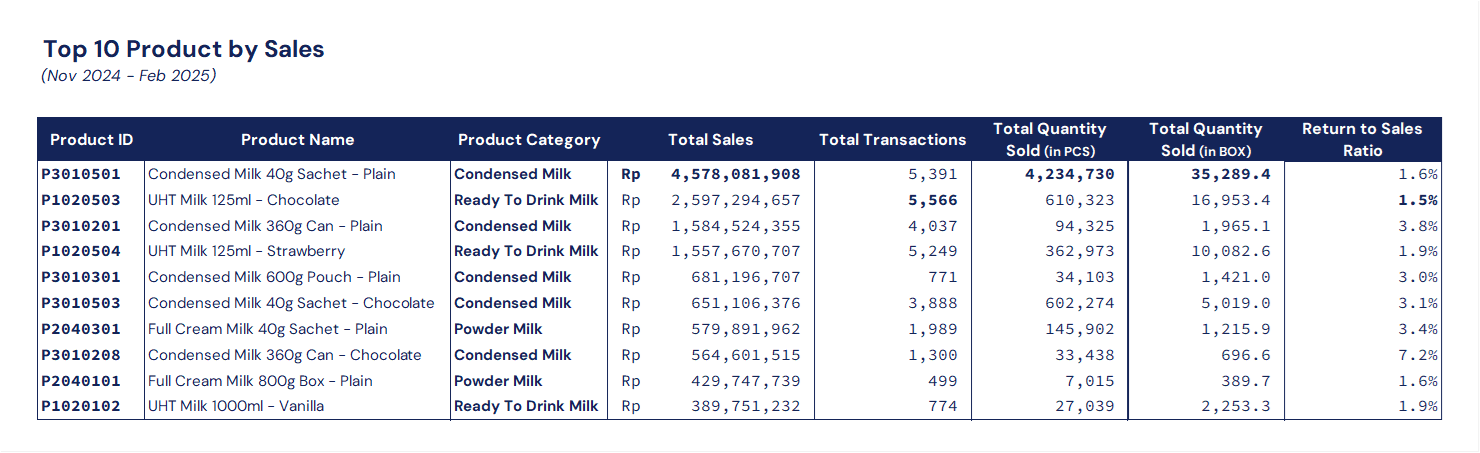 Top 10 Product by Sales
(Nov 2024 - Feb 2025)
Product ID Product Name Product Category Total Sales Total Transactions Total Quantity Sold (in PCS) Total Quantity Sold (in BOX) Return to Sales Ratio
P3010501 Condensed Milk 40g Sachet - Plain Condensed Milk Rp 4,578,081,908 5,391 4,234,730 35,289.4 1.6%
P1020503 UHT Milk 125ml - Chocolate Ready To Drink Milk Rp 2,597,294,657 5,566 610,323 16,953.4 1.5%
P3010201 Condensed Milk 360g Can - Plain Condensed Milk Rp 1,584,524,355 4,037 94,325 1,965.1 3.8%
P1020504 UHT Milk 125ml - Strawberry Ready To Drink Milk Rp 1,557,670,707 5,249 362,973 10,082.6 1.9%
P3010301 Condensed Milk 600g Pouch - Plain Condensed Milk Rp 681,196,707 771 34,103 1,421.0 3.0%
P3010503 Condensed Milk 40g Sachet - Chocolate Condensed Milk Rp 651,106,376 3,888 602,274 5,019.0 3.1%
P2040301 Full Cream Milk 40g Sachet - Plain Powder Milk Rp 579,891,962 1,989 145,902 1,215.9 3.4%
P3010208 Condensed Milk 360g Can - Chocolate Condensed Milk Rp 564,601,515 1,300 33,438 696.6 7.2%
P2040101 Full Cream Milk 800g Box - Plain Powder Milk Rp 429,747,739 499 7,015 389.7 1.6%
P1020102 UHT Milk 1000ml - Vanilla Ready To Drink Milk Rp 389,751,232 774 27,039 2,253.3 1.9%